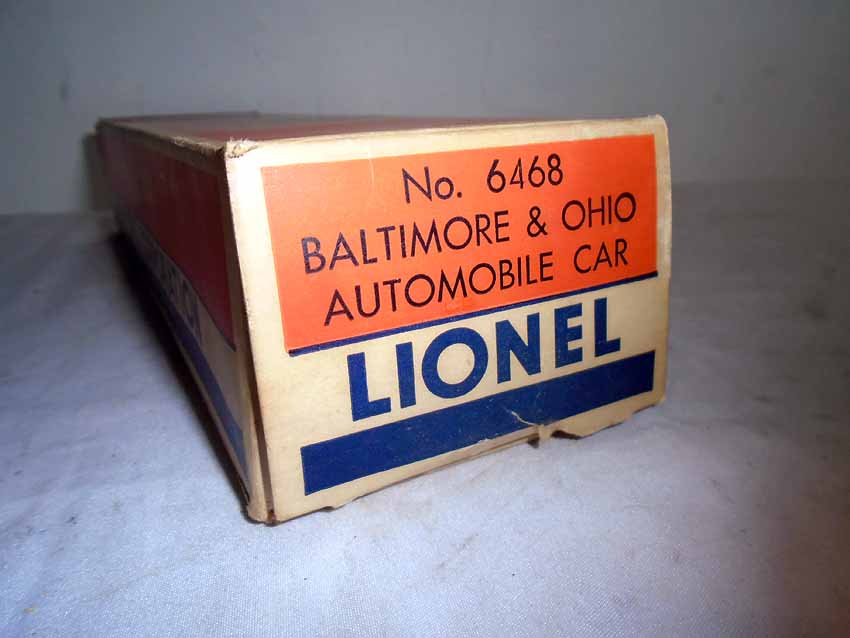 No. 6468
BALTIMORE & OHIO
AUTOMOBILE CAR
LIONEL